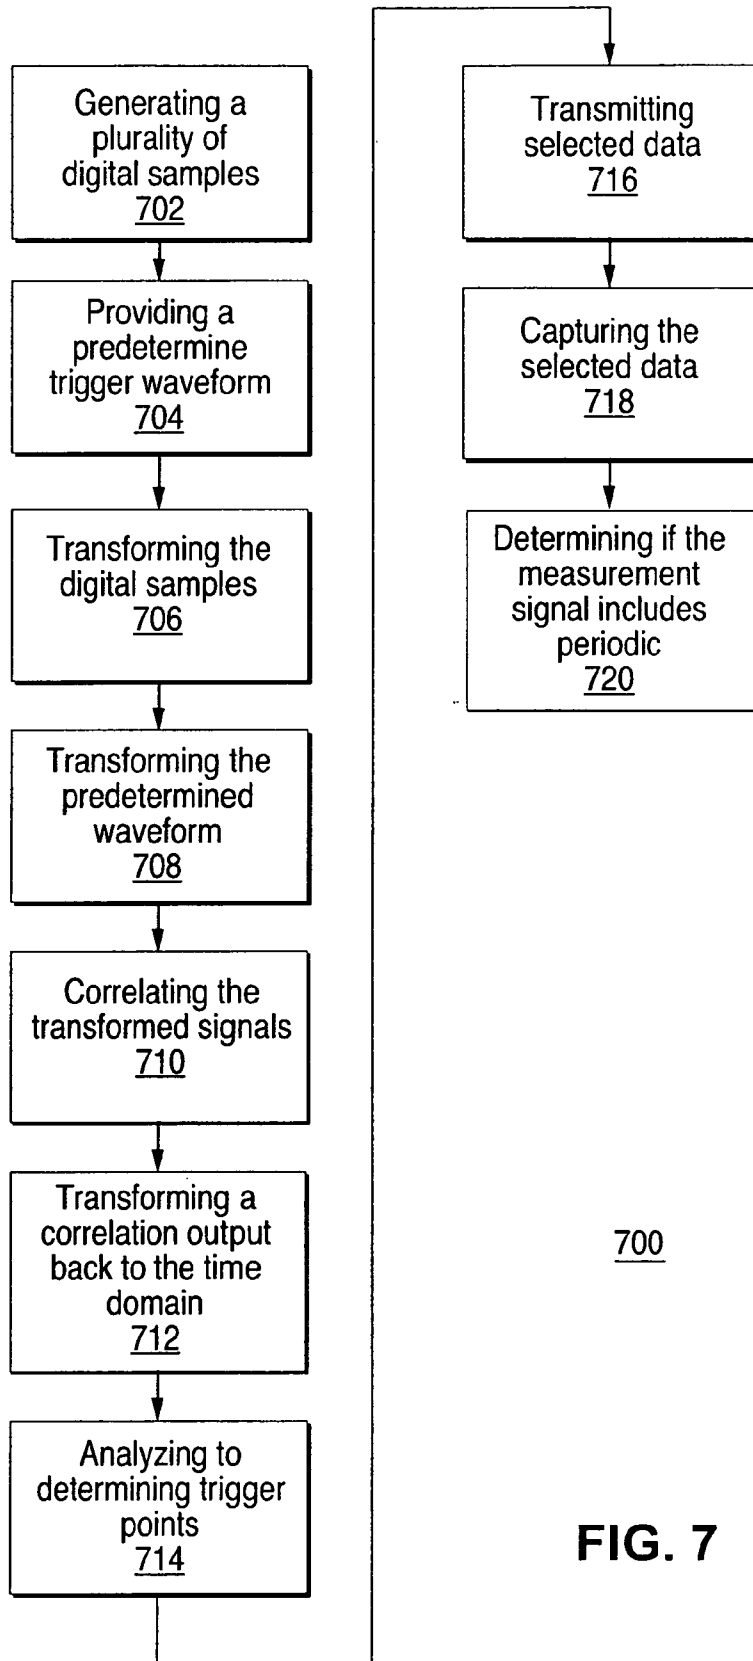 Generating a
plurality of
digital samples
702
Providing a
predetermine
trigger waveform
704
Transforming the
digital samples
706
Transforming the
predetermined
waveform
708
Correlating the
transformed signals
710
Transforming a
correlation output
back to the time
domain
712
Analyzing to
determining trigger
points
714
Transmitting
selected data
716
Capturing the
selected data
718
Determining if the
measurement
signal includes
periodic
720
700
FIG. 7